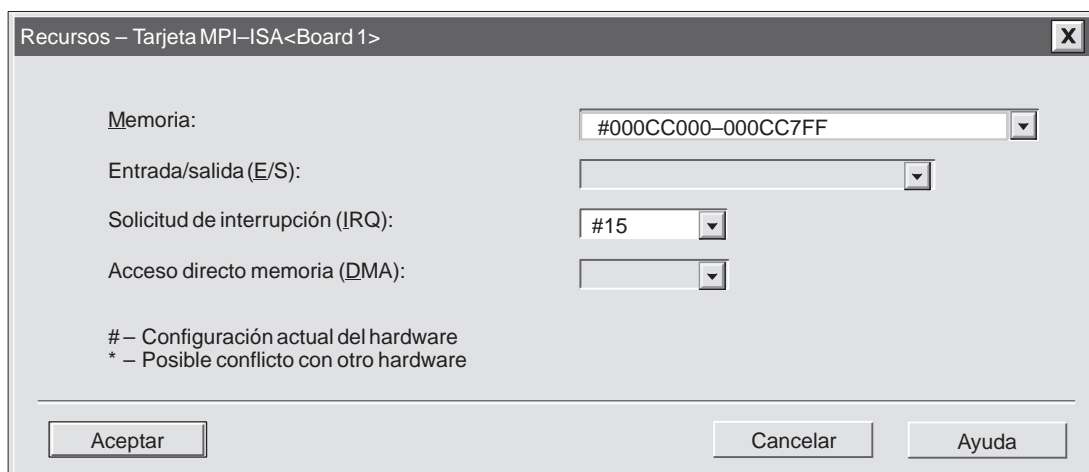 Recursos – Tarjeta MPI–ISA<Board 1>
X
Memoria:
#000CC000–000CC7FF
Entrada/salida (E/S):
Solicitud de interrupción (IRQ):
#15
Acceso directo memoria (DMA):
# – Configuración actual del hardware
* – Posible conflicto con otro hardware
Aceptar
Cancelar
Ayuda